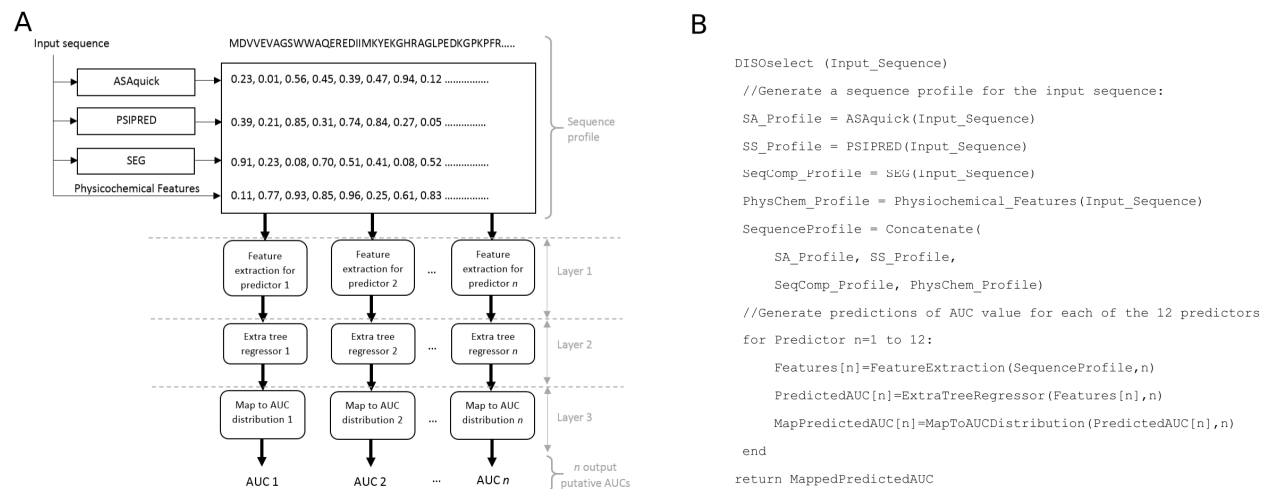 A
Input sequence
MDVVEVAGSWWAQEREDIIMKYEKGHRAGLPEDKGPKPFR.....
ASAquick
0.23, 0.01, 0.56, 0.45, 0.39, 0.47, 0.94, 0.12 ................
PSIPRED
0.39, 0.21, 0.85, 0.31, 0.74, 0.84, 0.27, 0.05 ................
SEG
0.91, 0.23, 0.08, 0.70, 0.51, 0.41, 0.08, 0.52 ................
Physicochemical Features
0.11, 0.77, 0.93, 0.85, 0.96, 0.25, 0.61, 0.83 ................
Sequence
profile
Feature
extraction for
predictor 1
Feature
extraction for
predictor 2
...
Feature
extraction for
predictor n
Layer 1
Extra tree
regressor 1
Extra tree
regressor 2
...
Extra tree
regressor n
Layer 2
Map to AUC
distribution 1
Map to AUC
distribution 2
...
Map to AUC
distribution n
Layer 3
AUC 1
AUC 2
...
AUC n
n output
putative AUCs
B
DISOselect (Input_Sequence)
//Generate a sequence profile for the input sequence:
SA_Profile = ASAquick(Input_Sequence)
SS_Profile = PSIPRED(Input_Sequence)
SeqComp_Profile = SEG(Input_Sequence)
PhysChem_Profile = Physiochemical_Features(Input_Sequence)
SequenceProfile = Concatenate(
SA_Profile, SS_Profile,
SeqComp_Profile, PhysChem_Profile)
//Generate predictions of AUC value for each of the 12 predictors
for Predictor n=1 to 12:
Features[n]=FeatureExtraction(SequenceProfile,n)
PredictedAUC[n]=ExtraTreeRegressor(Features[n],n)
MapPredictedAUC[n]=MapToAUCDistribution(PredictedAUC[n],n)
end
return MappedPredictedAUC